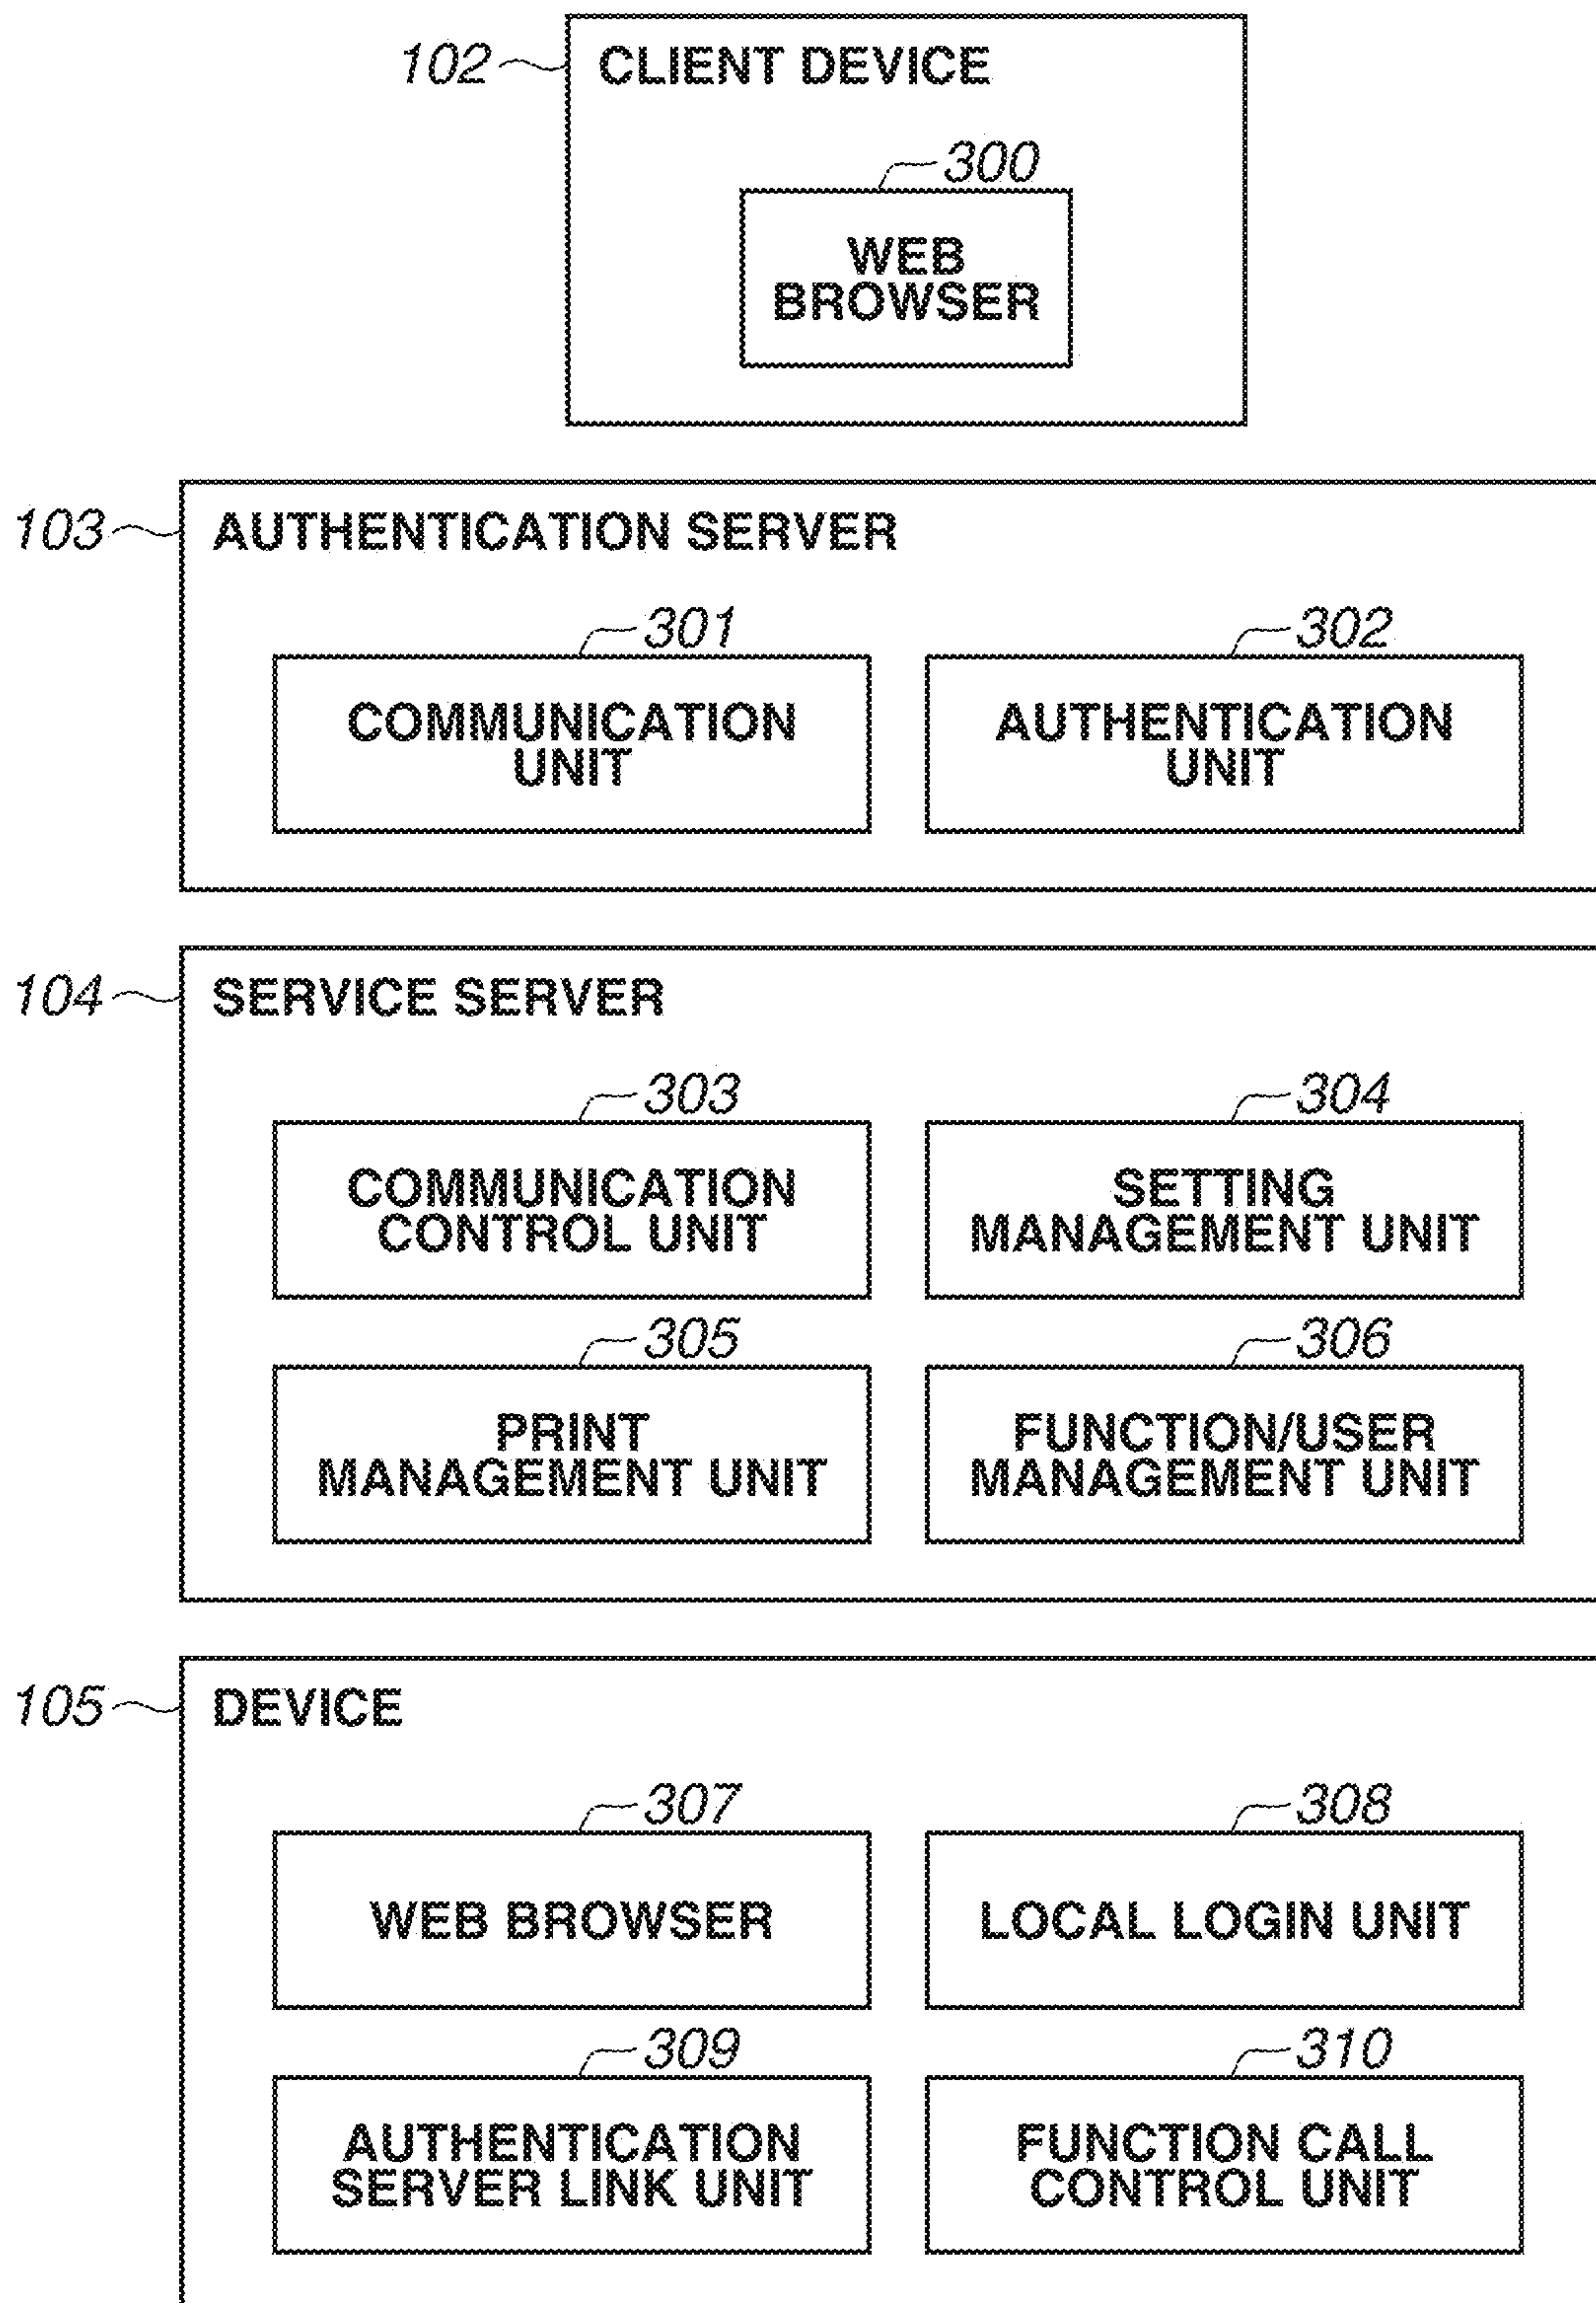 102
CLIENT DEVICE
300
WEB
BROWSER
103
AUTHENTICATION SERVER
301
302
COMMUNICATION
UNIT
AUTHENTICATION
UNIT
104
SERVICE SERVER
303
304
COMMUNICATION
CONTROL UNIT
SETTING
MANAGEMENT UNIT
305
306
PRINT
MANAGEMENT UNIT
FUNCTION/USER
MANAGEMENT UNIT
105
DEVICE
307
308
WEB BROWSER
LOCAL LOGIN UNIT
309
310
AUTHENTICATION
SERVER LINK UNIT
FUNCTION CALL
CONTROL UNIT